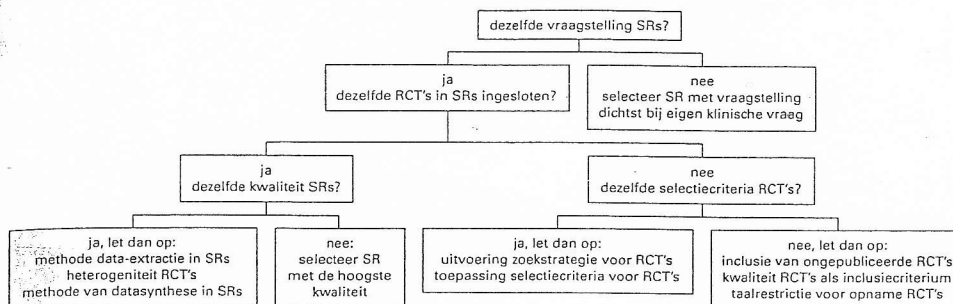 dezelfde vraagstelling SRs?
ja
dezelfde RCT's in SRs ingesloten?
nee
selecteer SR met vraagstelling
dichtst bij eigen klinische vraag
ja
dezelfde kwaliteit SRs?
nee
dezelfde selectiecriteria RCT's?
ja, let dan op:
methode data-extractie in SRs
heterogeniteit RCT's
methode van datasynthese in SRs
nee:
selecteer SR
met de hoogste
kwaliteit
ja, let dan op:
uitvoering zoekstrategie voor RCT's
toepassing selectiecriteria voor RCT's
nee, let dan op:
inclusie van ongepubliceerde RCT's
kwaliteit RCT's als inclusiecriterium
taalrestrictie voor opname RCT's